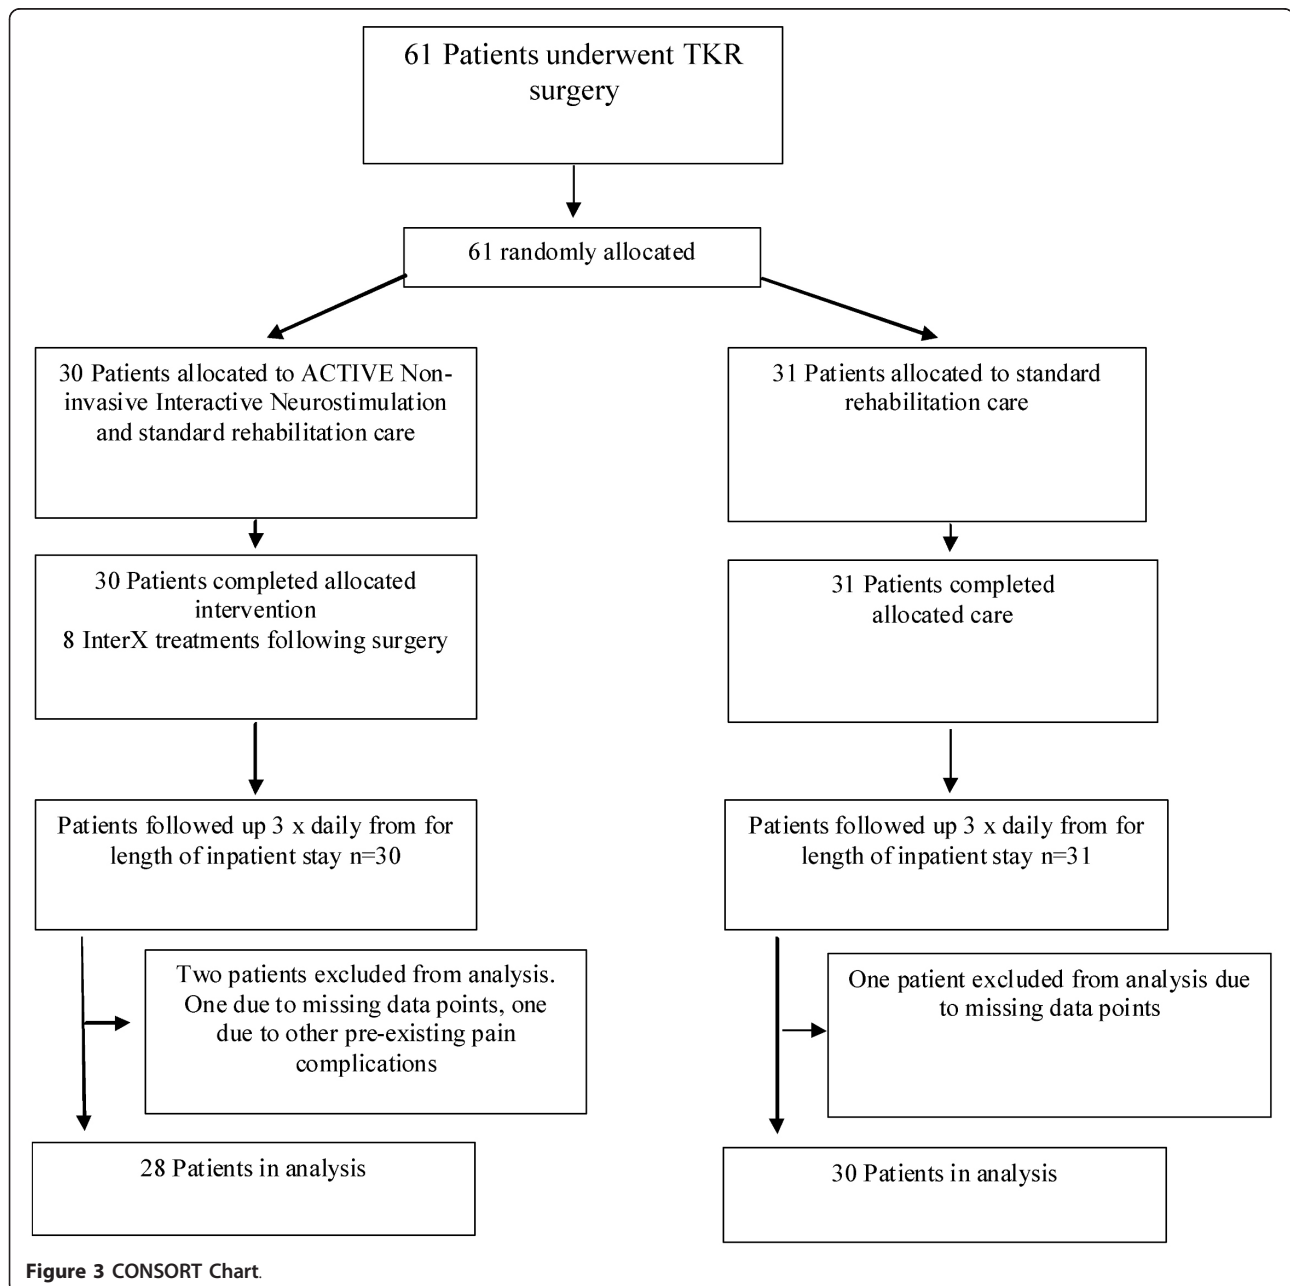 61 Patients underwent TKR
surgery
61 randomly allocated
30 Patients allocated to ACTIVE Non-
invasive Interactive Neurostimulation
and standard rehabilitation care
31 Patients allocated to standard
rehabilitation care
30 Patients completed allocated
intervention
8 InterX treatments following surgery
31 Patients completed
allocated care
Patients followed up 3 x daily from for
length of inpatient stay n=30
Patients followed up 3 x daily from for
length of inpatient stay n=31
Two patients excluded from analysis.
One due to missing data points, one
due to other pre-existing pain
complications
One patient excluded from analysis due
to missing data points
28 Patients in analysis
30 Patients in analysis
Figure 3 CONSORT Chart.